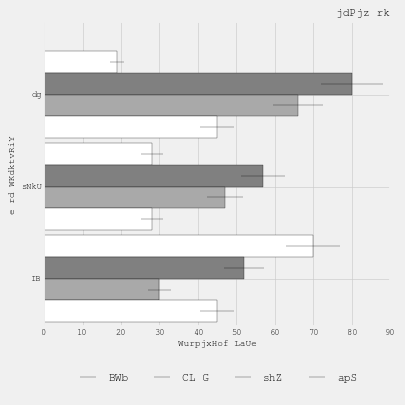 jdPjz rk
e rd WKdktvRiY
dg
sNkU
IB
0 10 20 30 40 50 60 70 80 90
WurpjxHof LaUe
BWb CL G shZ apS